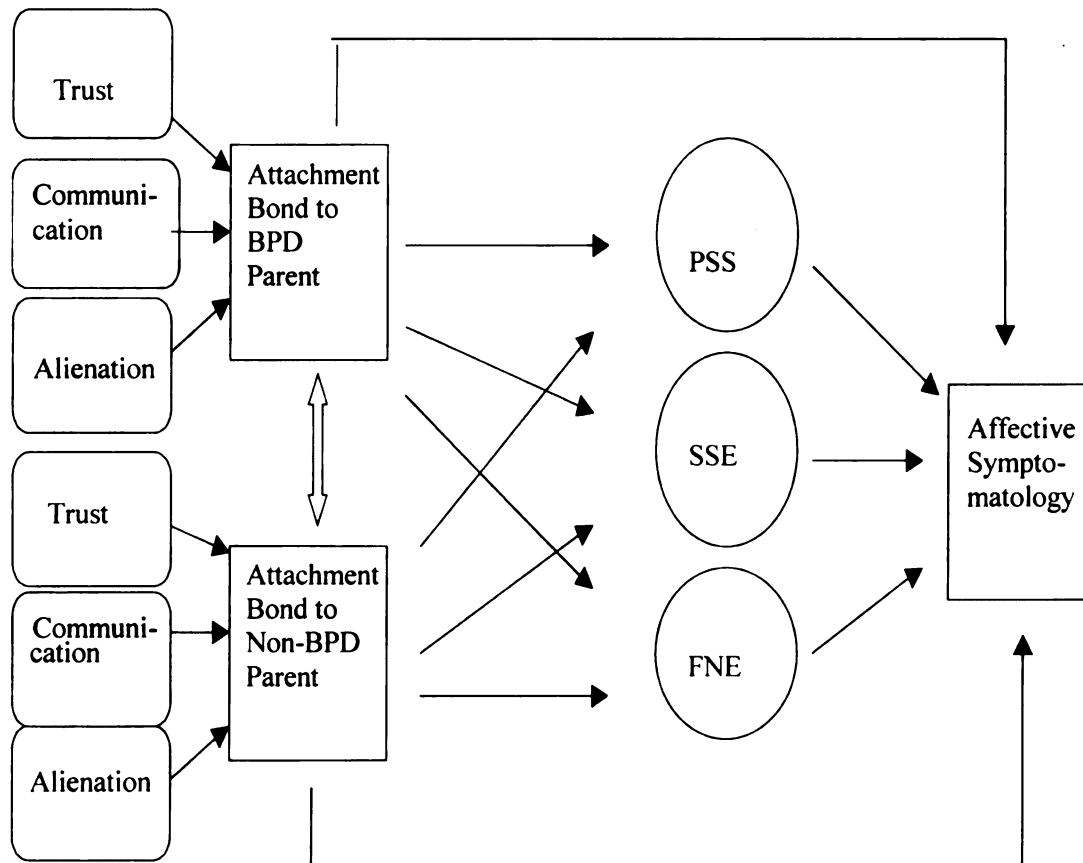 Trust
Communi-
cation
Alienation
Attachment
Bond to
BPD
Parent
Trust
Communi-
cation
Alienation
Attachment
Bond to
Non-BPD
Parent
PSS
SSE
FNE
Affective
Sympto-
matology